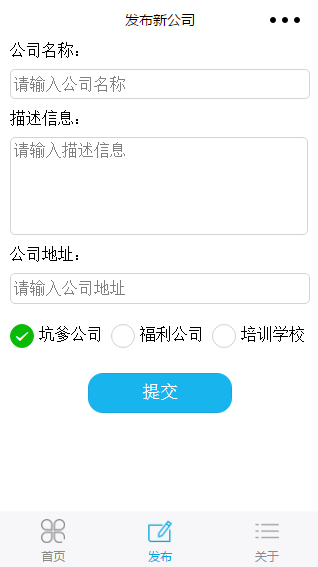 发布新公司
公司名称：
请输入公司名称
描述信息：
请输入描述信息
公司地址：
请输入公司地址
坑爹公司 福利公司 培训学校
提交
首页 发布 关于